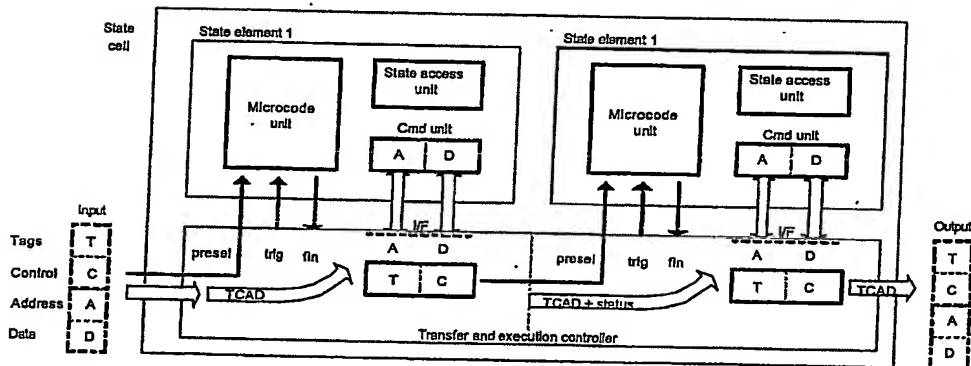 State cell
State element 1
Microcode unit
State access unit
Cmd unit
A D
State element 1
Microcode unit
State access unit
Cmd unit
A D
Input
Tags T
Control C
Address A
Data D
presel trig fin
I/F
A D
T C
TCAD
presel trig fin
I/F
A D
T C
TCAD + status
TCAD
Transfer and execution controller
Output
T
C
A
D